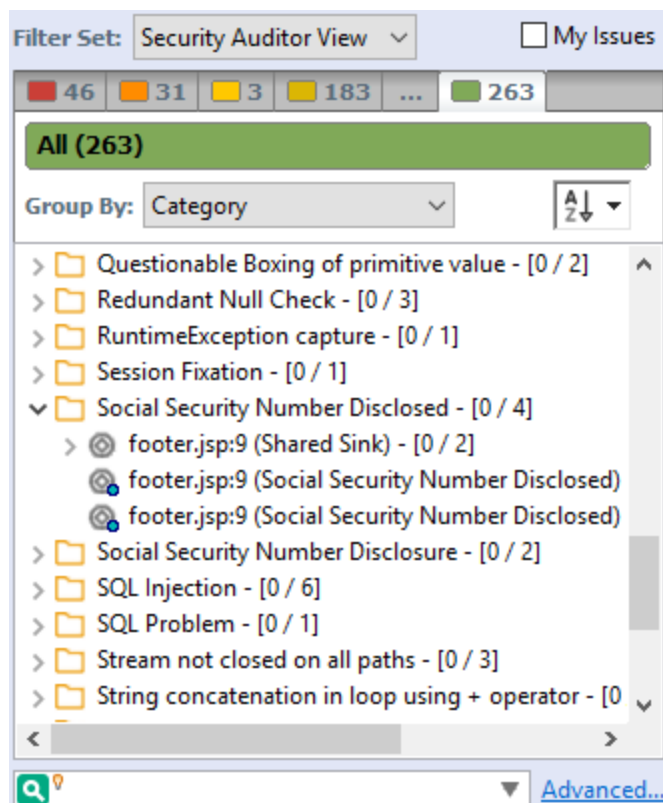 Filter Set: Security Auditor View My Issues
46 31 3 183 ... 263
All (263)
Group By: Category A Z
Questionable Boxing of primitive value - [0 / 2]
Redundant Null Check - [0 / 3]
RuntimeException capture - [0 / 1]
Session Fixation - [0 / 1]
Social Security Number Disclosed - [0 / 4]
footer.jsp:9 (Shared Sink) - [0 / 2]
footer.jsp:9 (Social Security Number Disclosed)
footer.jsp:9 (Social Security Number Disclosed)
Social Security Number Disclosure - [0 / 2]
SQL Injection - [0 / 6]
SQL Problem - [0 / 1]
Stream not closed on all paths - [0 / 3]
String concatenation in loop using + operator - [0
Advanced...